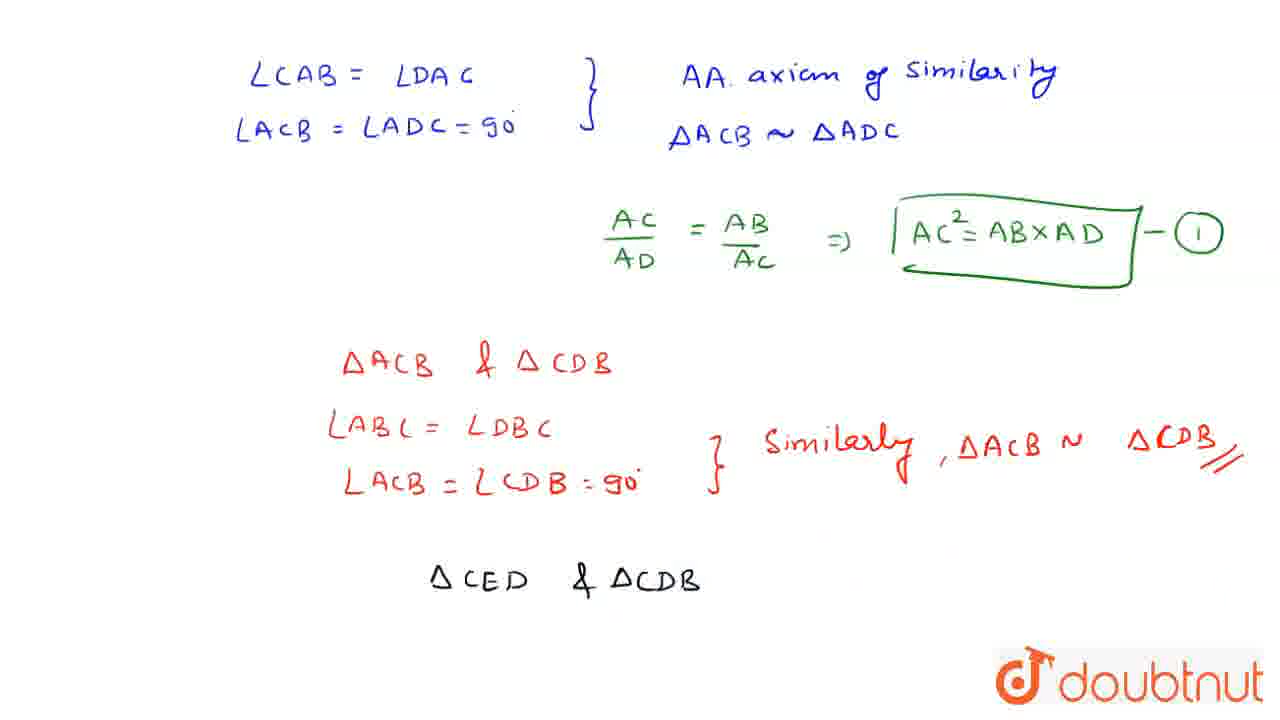 ∠CAB = ∠DAC } AA. axiom of similarity
∠ACB = ∠ADC = 90° ΔACB ~ ΔADC
AC/AD = AB/AC => AC² = AB×AD - ①
ΔACB & ΔCDB
∠ABC = ∠DBC
∠ACB = ∠CDB = 90° } Similarly, ΔACB ~ ΔCDB //
ΔCED & ΔCDB
doubtnut